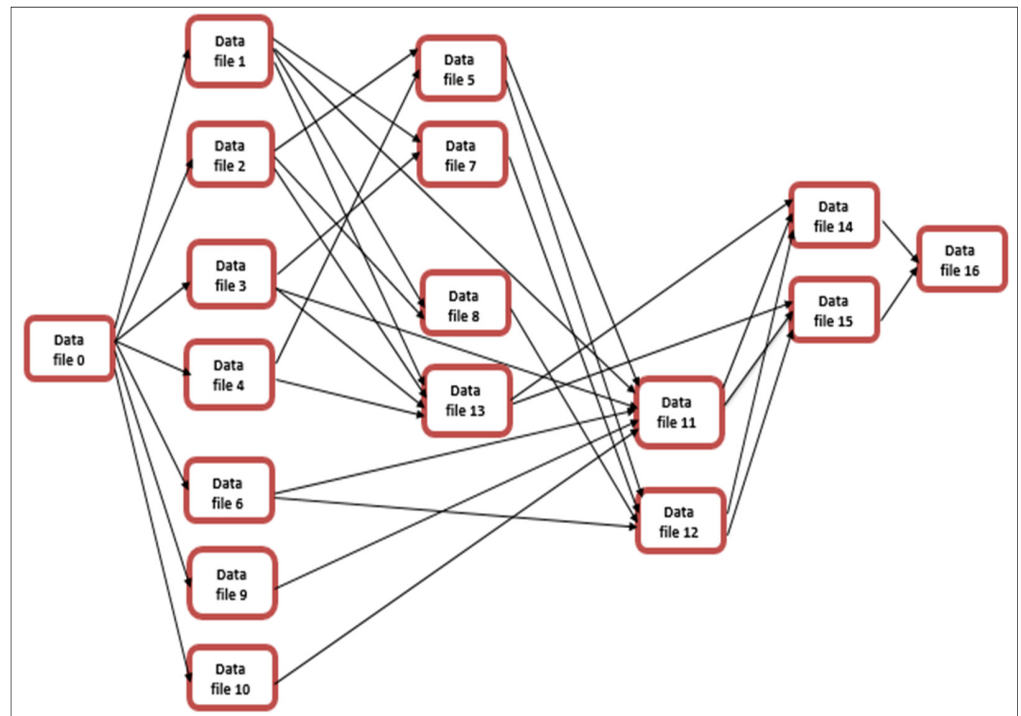 Data
file 0
Data
file 1
Data
file 2
Data
file 3
Data
file 4
Data
file 6
Data
file 9
Data
file 10
Data
file 5
Data
file 7
Data
file 8
Data
file 13
Data
file 11
Data
file 12
Data
file 14
Data
file 15
Data
file 16